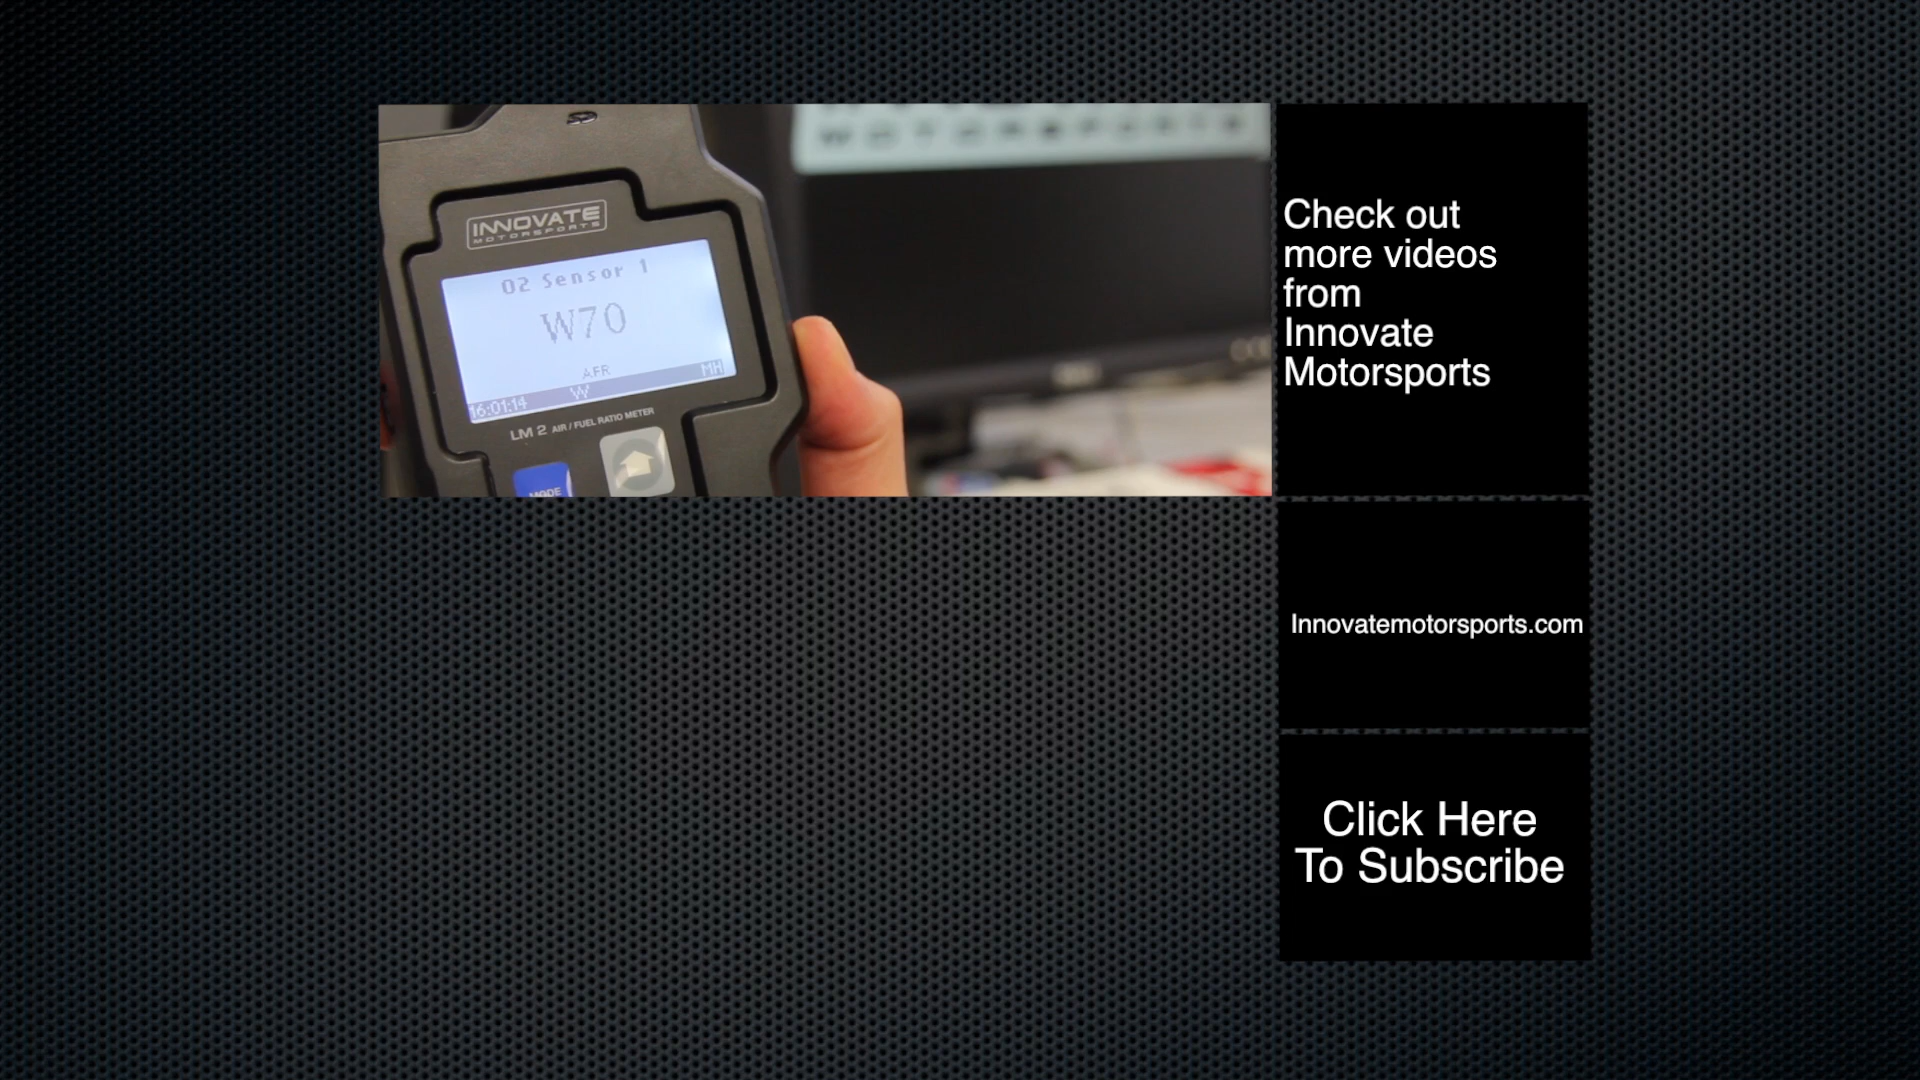 WOTORSPORTS
INNOVATE
MOTORSPORTS
O2 Sensor 1
W70
AFR
MH
W
16:01:14
LM 2 AIR / FUEL RATIO METER
MODE
Check out
more videos
from
Innovate
Motorsports
Innovatemotorsports.com
Click Here
To Subscribe